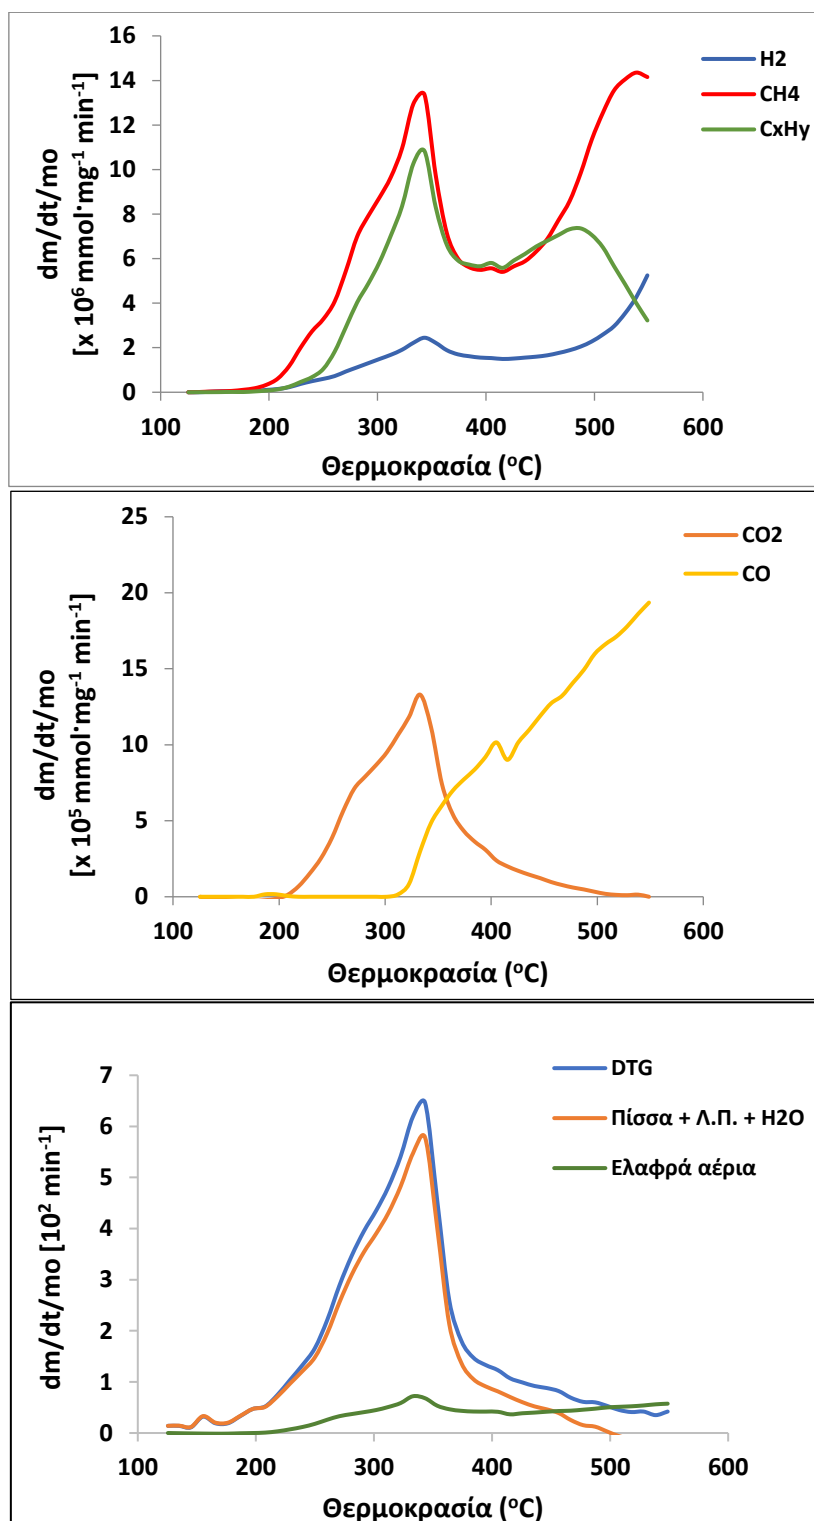 16
14
12
10
8
6
4
2
0
dm/dt/mo
[x 10⁶ mmol·mg⁻¹ min⁻¹]
H2
CH4
CxHy
100 200 300 400 500 600
Θερμοκρασία (ᵒC)
25
20
15
10
5
0
dm/dt/mo
[x 10⁵ mmol·mg⁻¹ min⁻¹]
CO2
CO
100 200 300 400 500 600
Θερμοκρασία (ᵒC)
7
6
5
4
3
2
1
0
dm/dt/mo [10² min⁻¹]
DTG
Πίσσα + Λ.Π. + H2O
Ελαφρά αέρια
100 200 300 400 500 600
Θερμοκρασία (ᵒC)